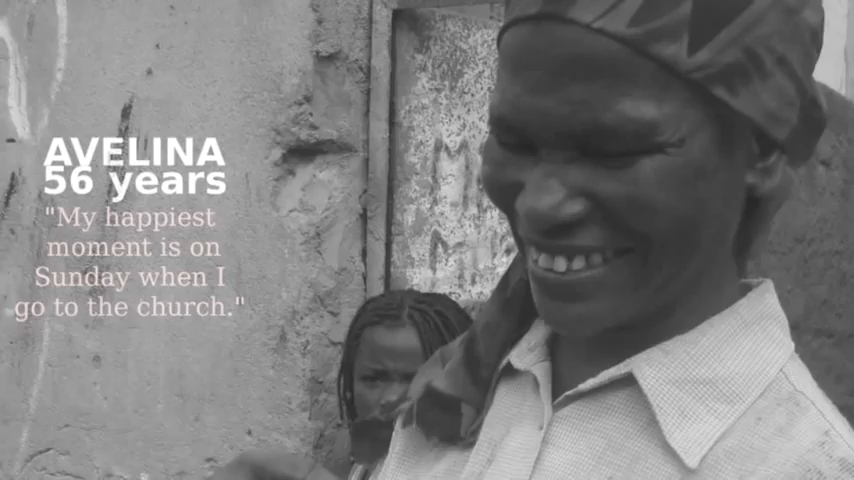 AVELINA
56 years
"My happiest
moment is on
Sunday when I
go to the church."